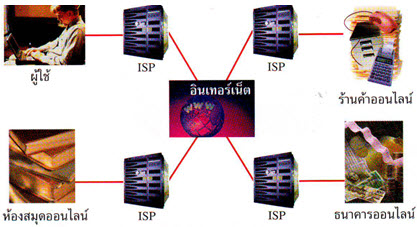 ISP
ISP
ผู้ใช้
อินเทอร์เน็ต
www
ร้านค้าออนไลน์
ห้องสมุดออนไลน์
ISP
ISP
ธนาคารออนไลน์